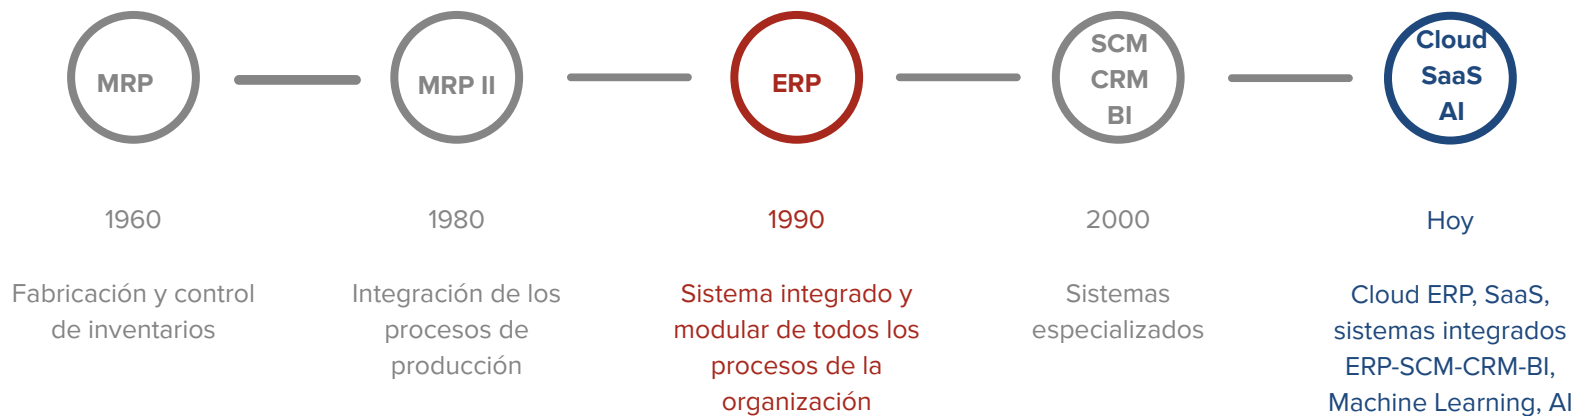 MRP
MRP II
ERP
SCM
CRM
BI
Cloud
SaaS
AI
1960
1980
1990
2000
Hoy
Fabricación y control
de inventarios
Integración de los
procesos de
producción
Sistema integrado y
modular de todos los
procesos de la
organización
Sistemas
especializados
Cloud ERP, SaaS,
sistemas integrados
ERP-SCM-CRM-BI,
Machine Learning, AI